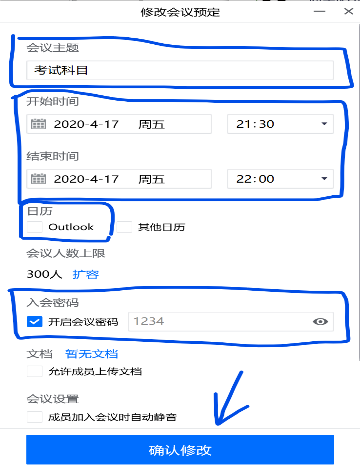 修改会议预定
会议主题
考试科目
开始时间
2020-4-17 周五 21:30
结束时间
2020-4-17 周五 22:00
日历
Outlook 其他日历
会议人数上限
300人 扩容
入会密码
开启会议密码 1234
文档 暂无文档
允许成员上传文档
会议设置
成员加入会议时自动静音
确认修改